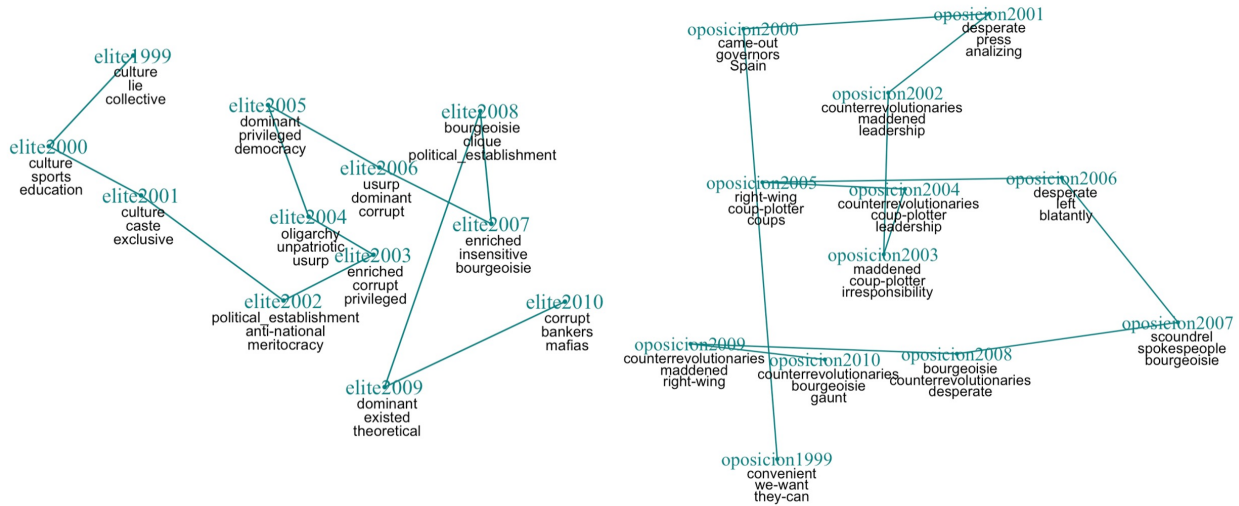 elite1999
culture
lie
collective
elite2000
culture
sports
education
elite2001
culture
caste
exclusive
elite2002
political_establishment
anti-national
meritocracy
elite2003
enriched
corrupt
privileged
elite2004
oligarchy
unpatriotic
usurp
elite2005
dominant
privileged
democracy
elite2006
usurp
dominant
corrupt
elite2007
enriched
insensitive
bourgeoisie
elite2008
bourgeoisie
clique
political_establishment
elite2009
dominant
existed
theoretical
elite2010
corrupt
bankers
mafias
oposicion2000
came-out
governors
Spain
oposicion2001
desperate
press
analizing
oposicion2002
counterrevolutionaries
maddened
leadership
oposicion2005
right-wing
coup-plotter
coups
oposicion2004
counterrevolutionaries
coup-plotter
leadership
oposicion2006
desperate
left
blatantly
oposicion2003
maddened
coup-plotter
irresponsibility
oposicion2007
scoundrel
spokespeople
bourgeoisie
oposicion2009
counterrevolutionaries
maddened
right-wing
oposicion2010
counterrevolutionaries
bourgeoisie
gaunt
oposicion2008
bourgeoisie
counterrevolutionaries
desperate
oposicion1999
convenient
we-want
they-can